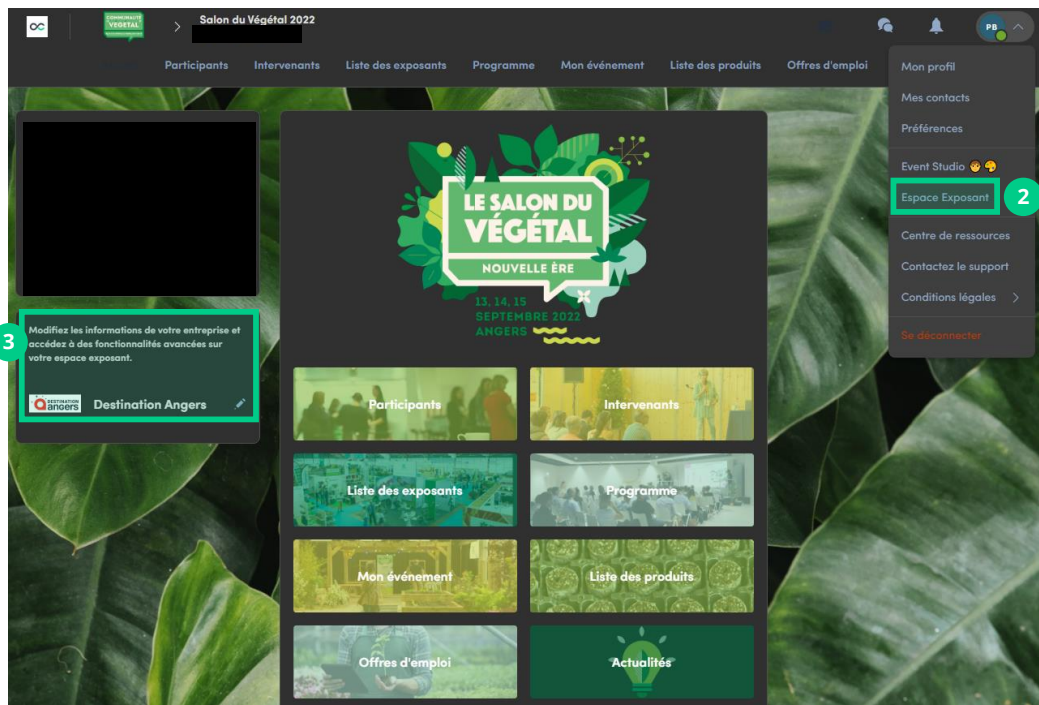 COMMUNAUTÉ
VÉGÉTAL
Salon du Végétal 2022
PB
Participants
Intervenants
Liste des exposants
Programme
Mon événement
Liste des produits
Offres d'emploi
Mon profil
Mes contacts
Préférences
Event Studio
Espace Exposant
2
Centre de ressources
Contactez le support
Conditions légales
Se déconnecter
LE SALON DU
VÉGÉTAL
NOUVELLE ÈRE
13, 14, 15
SEPTEMBRE 2022
ANGERS
3
Modifiez les informations de votre entreprise et
accédez à des fonctionnalités avancées sur
votre espace exposant.
DESTINATION
angers
Destination Angers
Participants
Intervenants
Liste des exposants
Programme
Mon événement
Liste des produits
Offres d'emploi
Actualités